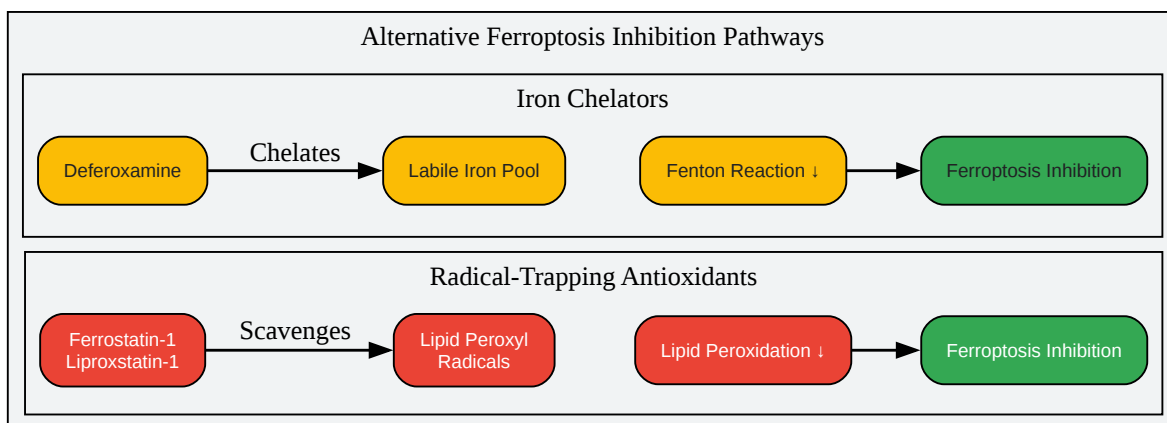 Alternative Ferroptosis Inhibition Pathways
Iron Chelators
Deferoxamine
Chelates
Labile Iron Pool
Fenton Reaction ↓
Ferroptosis Inhibition
Radical-Trapping Antioxidants
Ferrostatin-1
Liproxstatin-1
Scavenges
Lipid Peroxyl
Radicals
Lipid Peroxidation ↓
Ferroptosis Inhibition